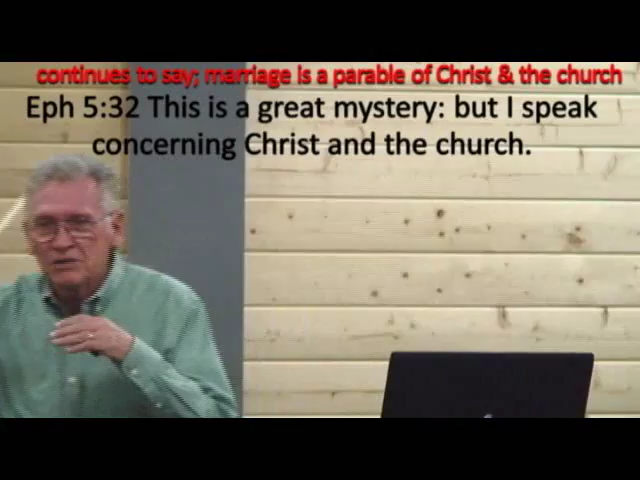 continues to say; marriage is a parable of Christ & the church
Eph 5:32 This is a great mystery: but I speak
concerning Christ and the church.